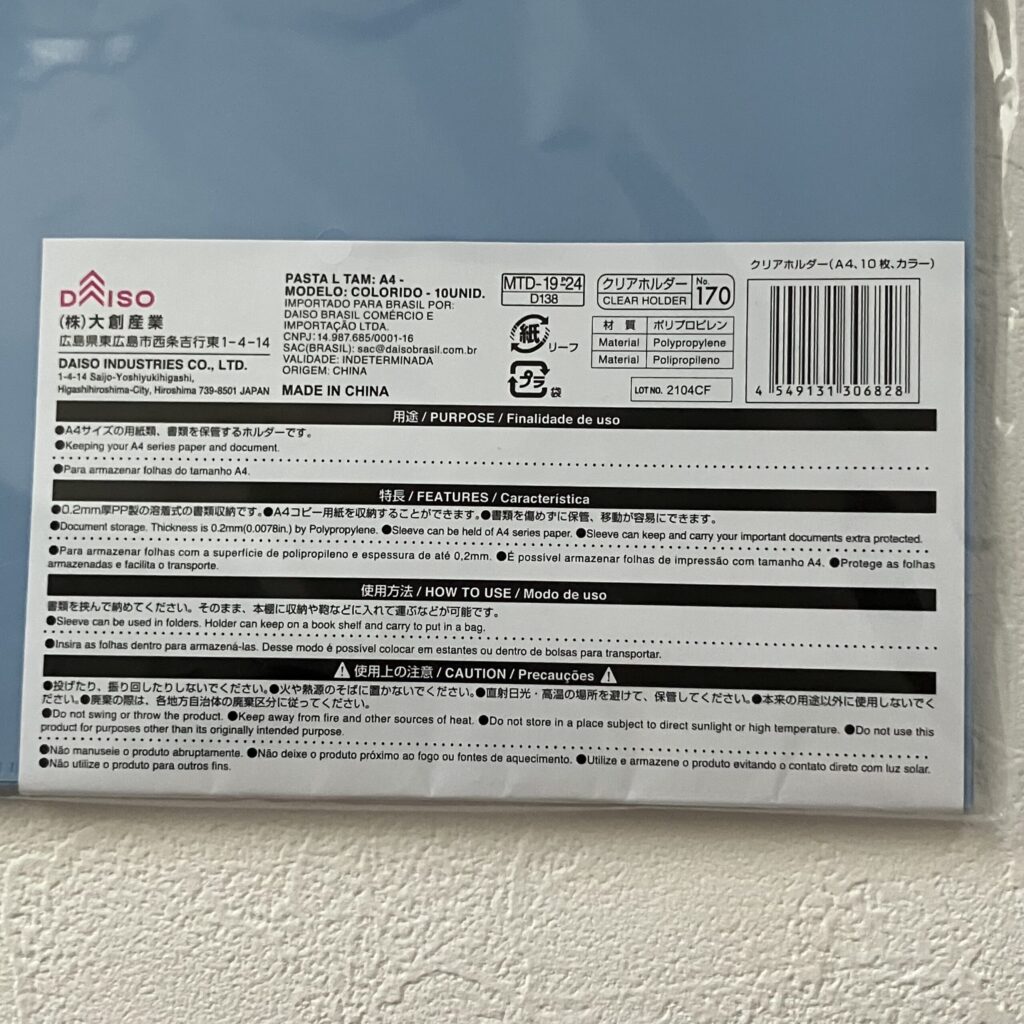 DAISO
(株)大創産業
広島県東広島市西条吉行東1-4-14
DAISO INDUSTRIES CO., LTD.
1-4-14 Saijo-Yoshiyukihigashi,
Higashihiroshima-City, Hiroshima 739-8501 JAPAN
PASTA L TAM: A4 -
MODELO: COLORIDO - 10UNID.
IMPORTADO PARA BRASIL POR:
DAISO BRASIL COMÉRCIO E
IMPORTAÇÃO LTDA.
CNPJ: 14.987.685/0001-16
SAC(BRASIL): sac@daisobrasil.com.br
VALIDADE: INDETERMINADA
ORIGEM: CHINA
MADE IN CHINA
MTD-19 24
D138
紙 リーフ
プラ 袋
クリアホルダー
CLEAR HOLDER
No. 170
材質 ポリプロピレン
Material Polypropylene
Material Polipropileno
LOT NO. 2104CF
クリアホルダー(A4、10枚、カラー)
4 549131 306828
用途 / PURPOSE / Finalidade de uso
●A4サイズの用紙類、書類を保管するホルダーです。
●Keeping your A4 series paper and document.
●Para armazenar folhas do tamanho A4.
特長 / FEATURES / Característica
●0.2mm厚PP製の溶着式の書類収納です。●A4コピー用紙を収納することができます。●書類を傷めずに保管、移動が容易にできます。
●Document storage. Thickness is 0.2mm(0.0078in.) by Polypropylene. ●Sleeve can be held of A4 series paper. ●Sleeve can keep and carry your important documents extra protected.
●Para armazenar folhas com a superfície de polipropileno e espessura de até 0,2mm. ●É possível armazenar folhas de impressão com tamanho A4. ●Protege as folhas
armazenadas e facilita o transporte.
使用方法 / HOW TO USE / Modo de uso
書類を挟んで納めてください。そのまま、本棚に収納や鞄などに入れて運ぶなどが可能です。
●Sleeve can be used in folders. Holder can keep on a book shelf and carry to put in a bag.
●Insira as folhas dentro para armazená-las. Desse modo é possível colocar em estantes ou dentro de bolsas para transportar.
⚠ 使用上の注意 / CAUTION / Precauções ⚠
●投げたり、振り回したりしないでください。●火や熱源のそばに置かないでください。●直射日光・高温の場所を避けて、保管してください。●本来の用途以外に使用しないでく
ださい。●廃棄の際は、各地方自治体の廃棄区分に従ってください。
●Do not swing or throw the product. ●Keep away from fire and other sources of heat. ●Do not store in a place subject to direct sunlight or high temperature. ●Do not use this
product for purposes other than its originally intended purpose.
●Não manuseie o produto abruptamente. ●Não deixe o produto próximo ao fogo ou fontes de aquecimento. ●Utilize e armazene o produto evitando o contato direto com luz solar.
●Não utilize o produto para outros fins.